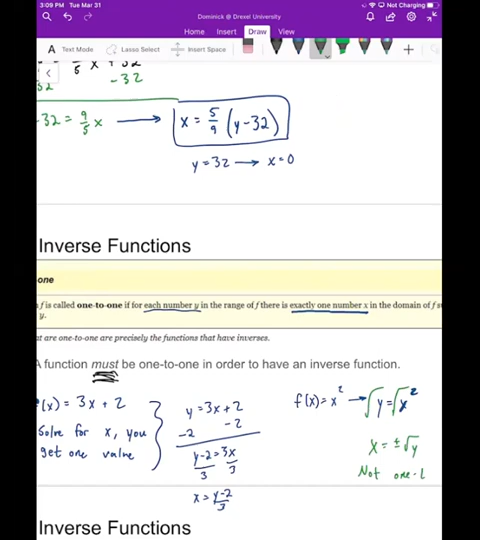 3:09 PM Tue Mar 31
Dominick @ Drexel University
Not Charging
Home Insert Draw View
Text Mode Lasso Select Insert Space
5 x + 32
-32
-32 = 9/5 x → x = 5/9 (y-32)
y = 32 → x = 0
Inverse Functions
one
f is called one-to-one if for each number y in the range of f there is exactly one number x in the domain of f
y.
at are one-to-one are precisely the functions that have inverses.
A function must be one-to-one in order to have an inverse function.
(x) = 3x + 2
Solve for x, you
get one value
y = 3x + 2
-2 -2
y-2 = 3x
3 3
x = y-2/3
f(x) = x² → √y = √x²
x = ±√y
Not one-t
Inverse Functions